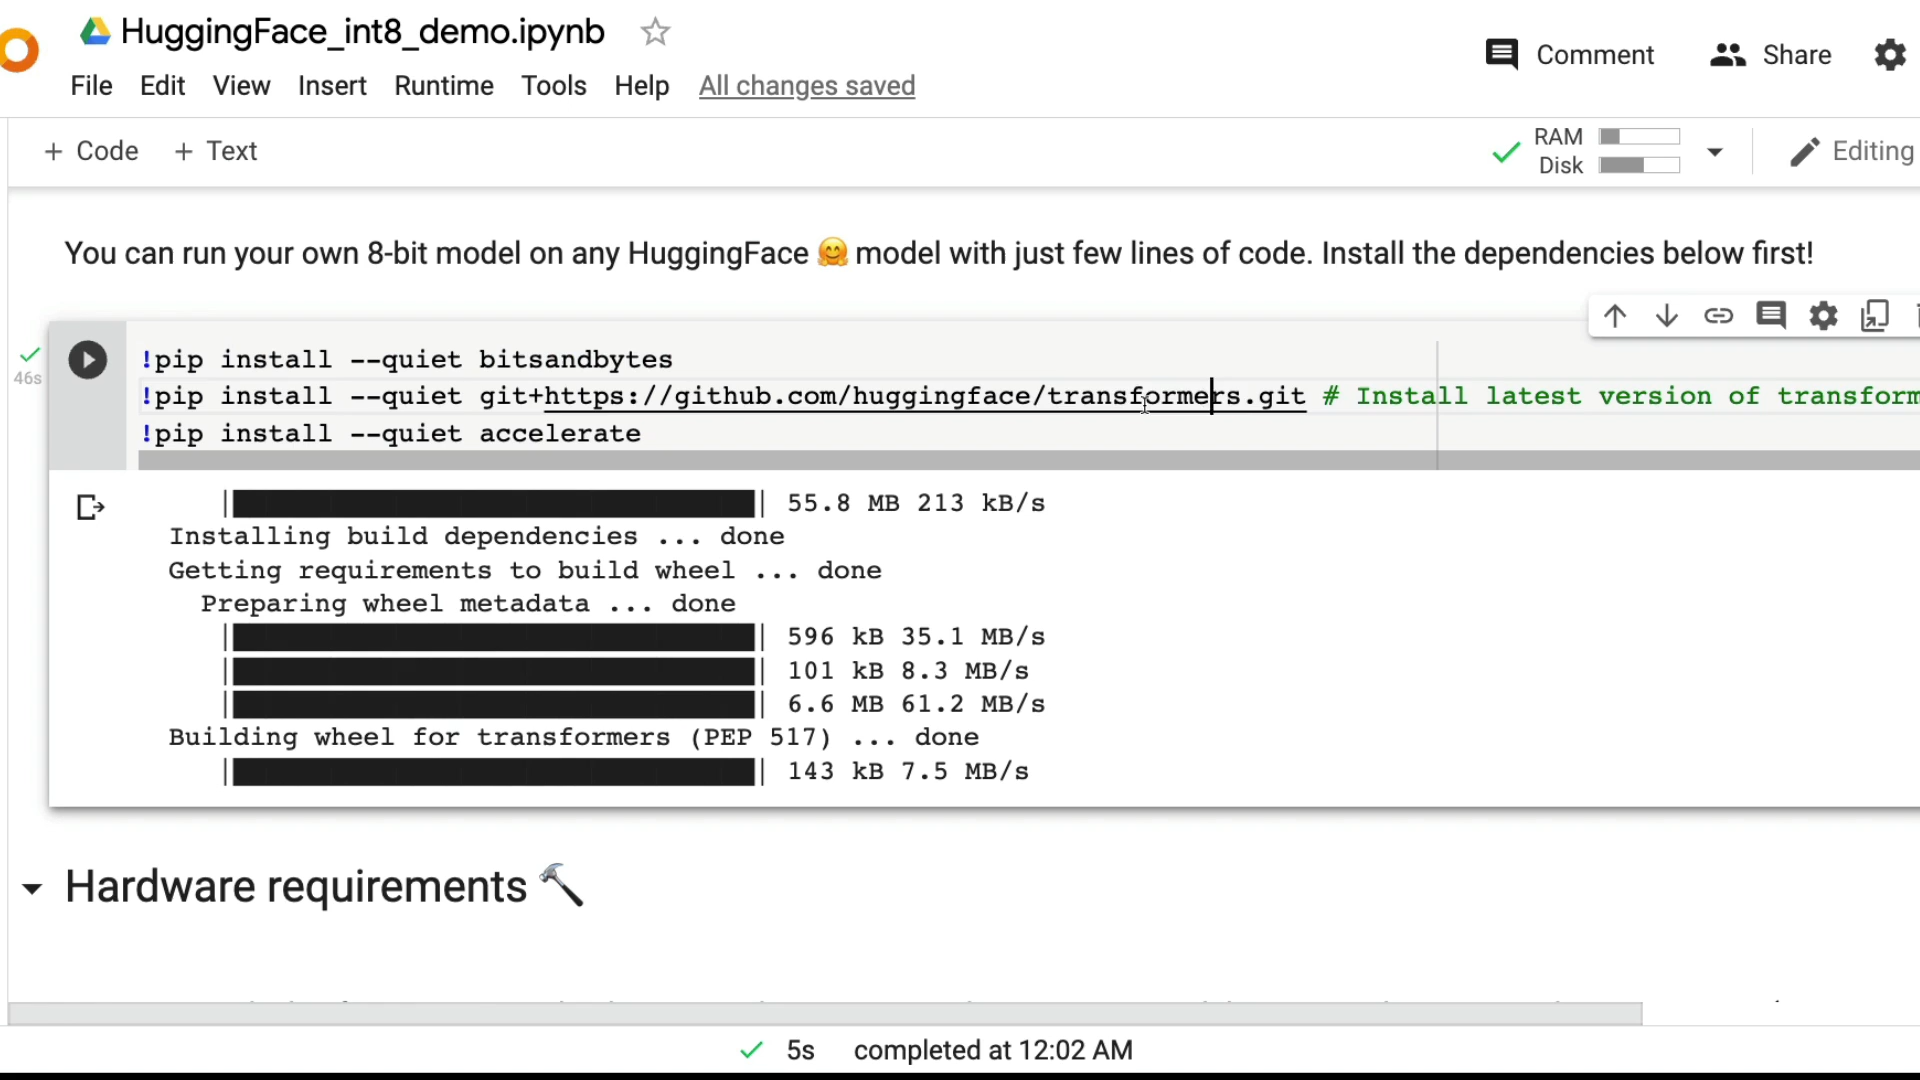 HuggingFace_int8_demo.ipynb
Comment Share
File Edit View Insert Runtime Tools Help All changes saved
+ Code + Text
RAM
Disk
Editing
You can run your own 8-bit model on any HuggingFace 🤗 model with just few lines of code. Install the dependencies below first!
46s
!pip install --quiet bitsandbytes
!pip install --quiet git+https://github.com/huggingface/transformers.git # Install latest version of transform
!pip install --quiet accelerate
55.8 MB 213 kB/s
Installing build dependencies ... done
Getting requirements to build wheel ... done
Preparing wheel metadata ... done
596 kB 35.1 MB/s
101 kB 8.3 MB/s
6.6 MB 61.2 MB/s
Building wheel for transformers (PEP 517) ... done
143 kB 7.5 MB/s
Hardware requirements 🔨
5s completed at 12:02 AM